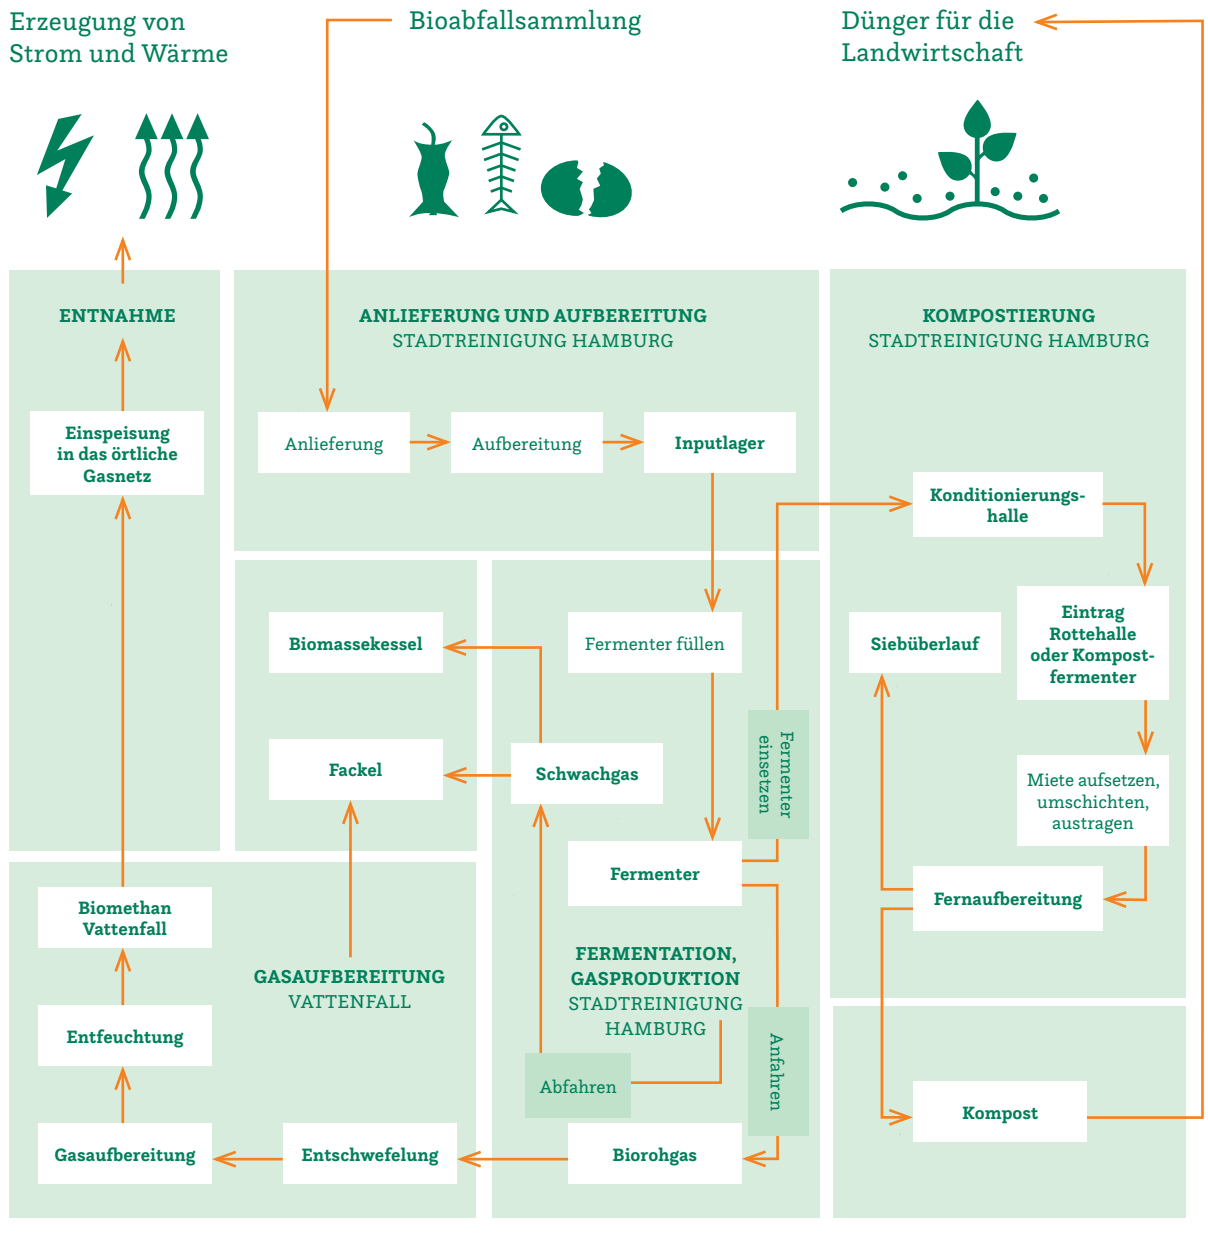 Erzeugung von
Strom und Wärme
Bioabfallsammlung
Dünger für die
Landwirtschaft
ENTNAHME
Einspeisung
in das örtliche
Gasnetz
ANLIEFERUNG UND AUFBEREITUNG
STADTREINIGUNG HAMBURG
Anlieferung
Aufbereitung
Inputlager
KOMPOSTIERUNG
STADTREINIGUNG HAMBURG
Konditionierungs-
halle
Eintrag
Rottehalle
oder Kompost-
fermenter
Siebüberlauf
Miete aufsetzen,
umschichten,
austragen
Fernaufbereitung
Biomassekessel
Fackel
Fermenter füllen
Schwachgas
Fermenter
einsetzen
Fermenter
FERMENTATION,
GASPRODUKTION
STADTREINIGUNG
HAMBURG
Abfahren
Anfahren
Biorohgas
Biomethan
Vattenfall
GASAUFBEREITUNG
VATTENFALL
Entfeuchtung
Gasaufbereitung
Entschwefelung
Kompost